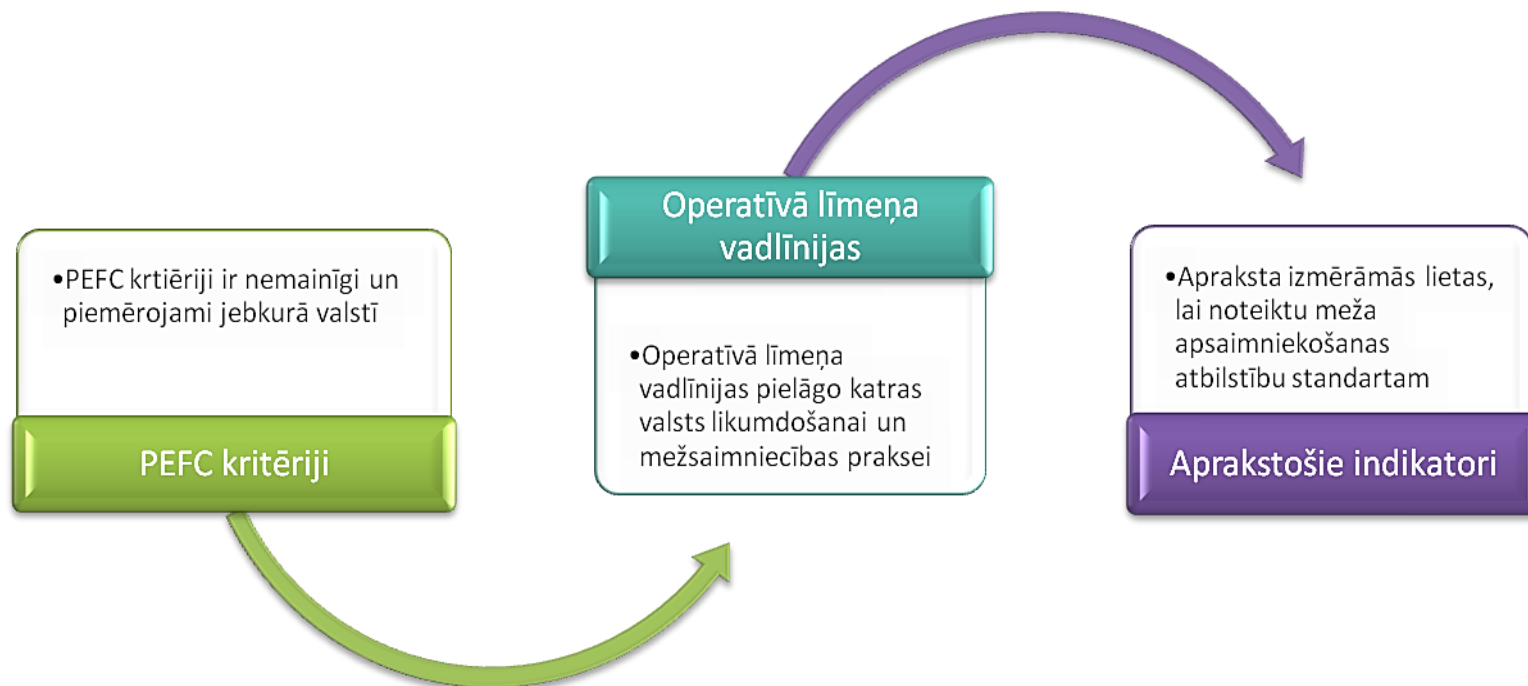 •PEFC krtiēriji ir nemainīgi un
piemērojami jebkurā valstī
PEFC kritēriji
Operatīvā līmeņa
vadlīnijas
•Operatīvā līmeņa
vadlīnijas pielāgo katras
valsts likumdošanai un
mežsaimniecības praksei
•Apraksta izmērāmās lietas,
lai noteiktu meža
apsaimniekošanas
atbilstību standartam
Aprakstošie indikatori